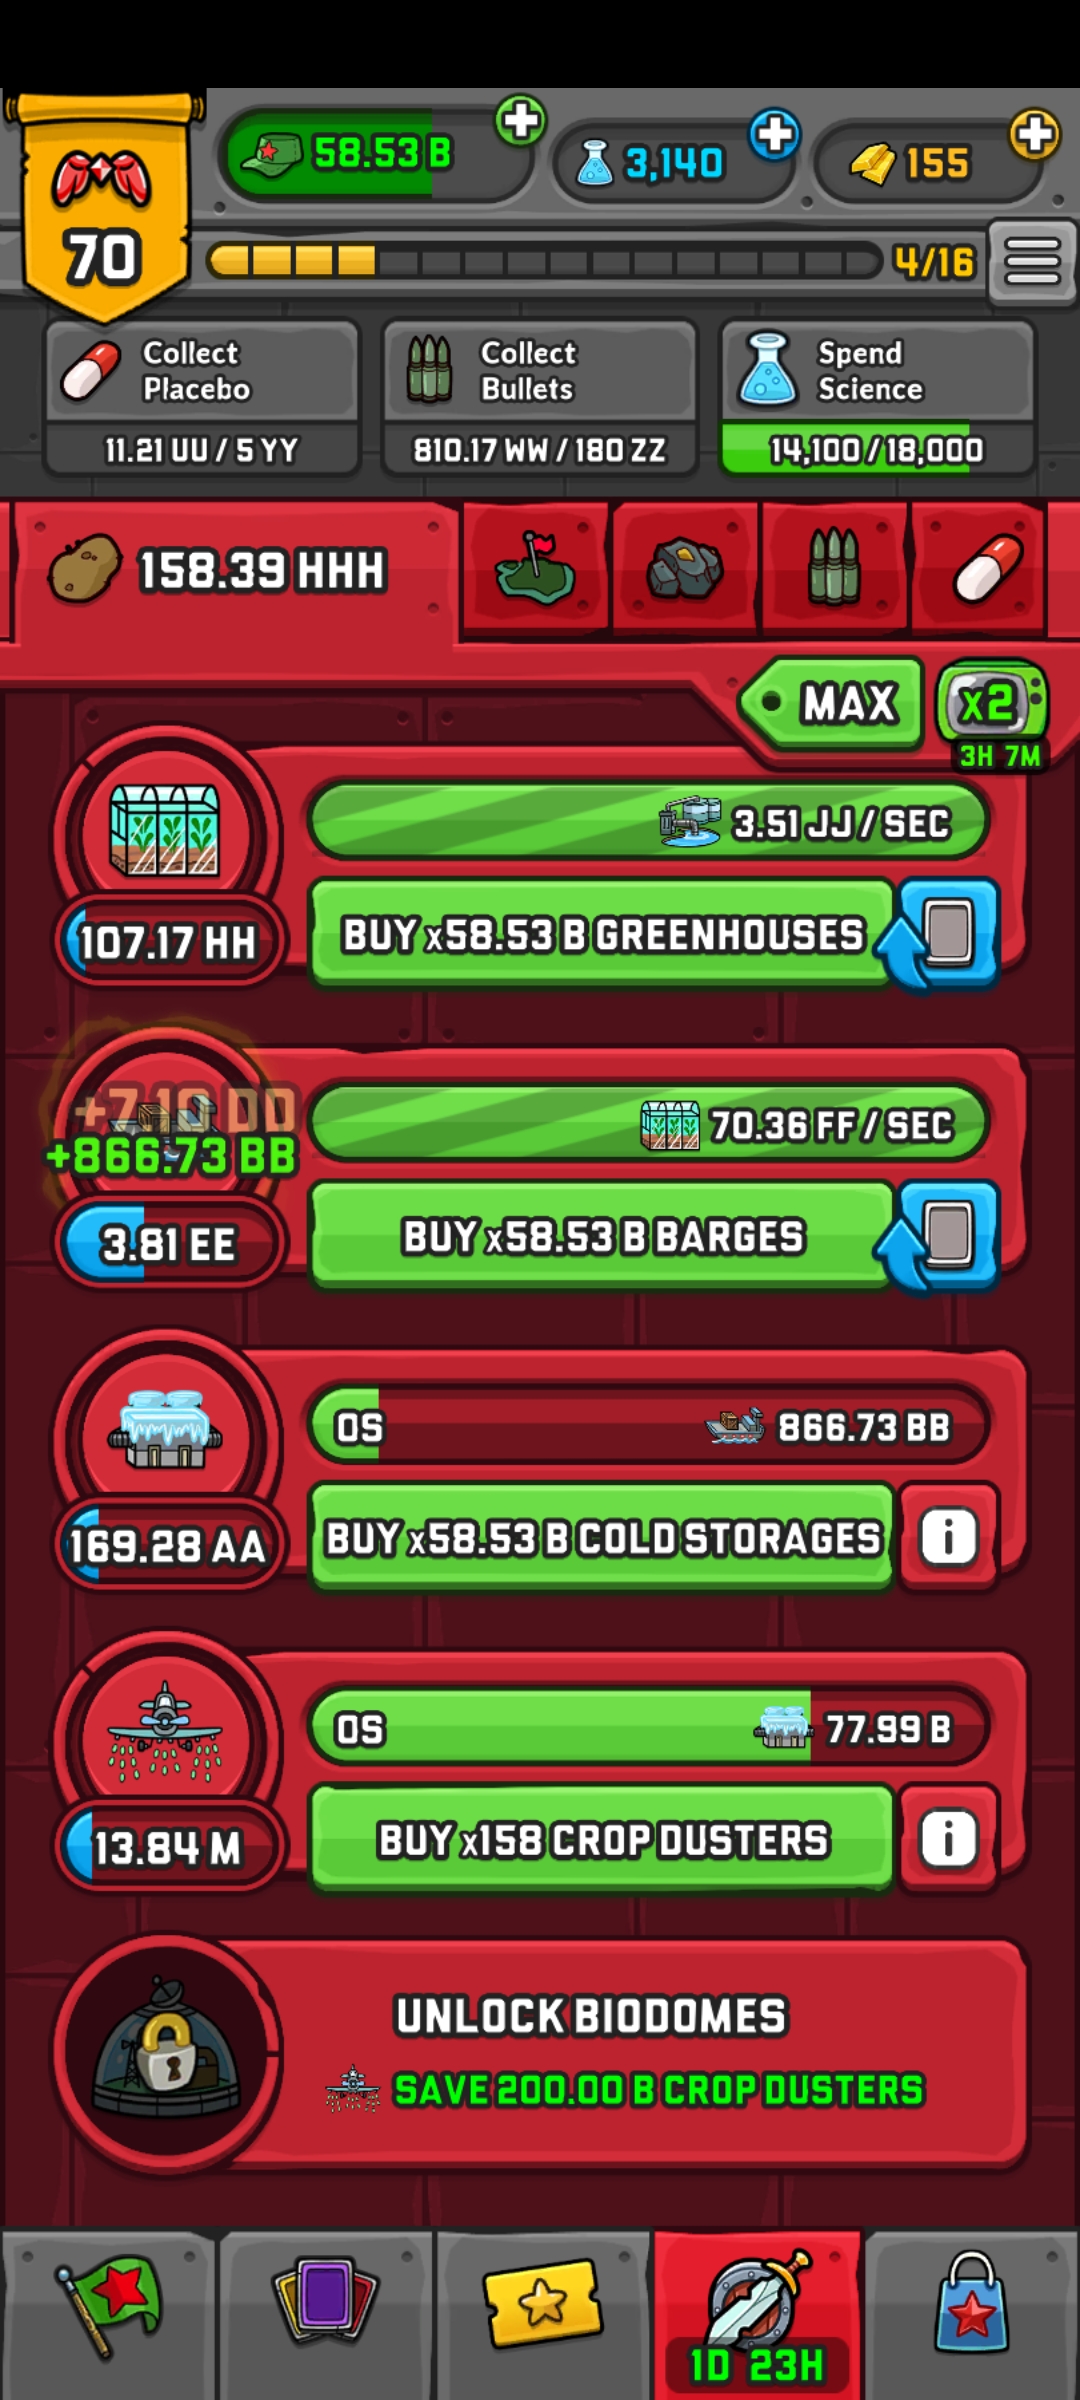 70
58.53 B
3,140
155
4/16
Collect Placebo
11.21 UU / 5 YY
Collect Bullets
810.17 WW / 180 ZZ
Spend Science
14,100 / 18,000
158.39 HHH
MAX
x2
3H 7M
3.51 JJ / SEC
107.17 HH
BUY x58.53 B GREENHOUSES
+7.10 DD
+866.73 BB
70.36 FF / SEC
3.81 EE
BUY x58.53 B BARGES
0S
866.73 BB
169.28 AA
BUY x58.53 B COLD STORAGES
i
0S
77.99 B
13.84 M
BUY x158 CROP DUSTERS
i
UNLOCK BIODOMES
SAVE 200.00 B CROP DUSTERS
1D 23H